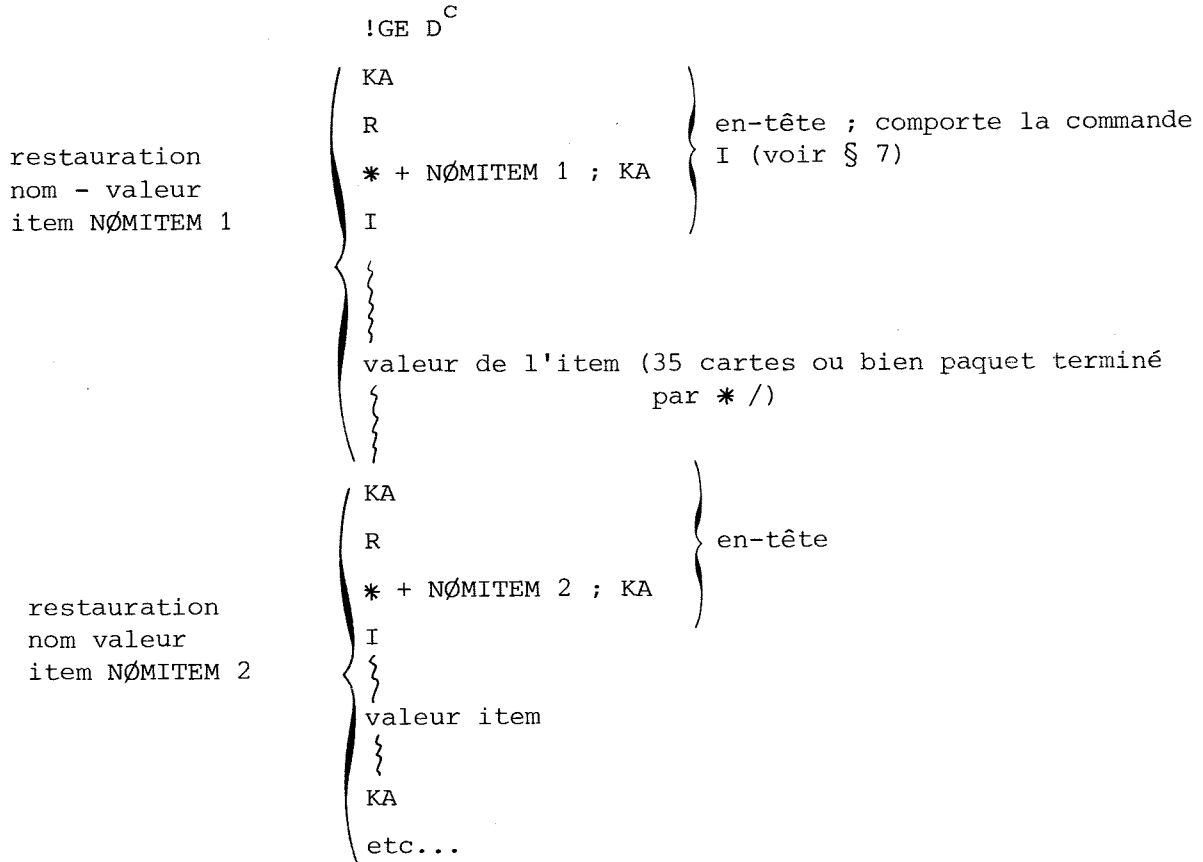 !GE D^C
KA
R
en-tête ; comporte la commande
I (voir § 7)
restauration
nom - valeur
item NØMITEM 1
* + NØMITEM 1 ; KA
I
valeur de l'item (35 cartes ou bien paquet terminé
par * /)
KA
R
en-tête
* + NØMITEM 2 ; KA
restauration
nom valeur
item NØMITEM 2
I
valeur item
KA
etc...